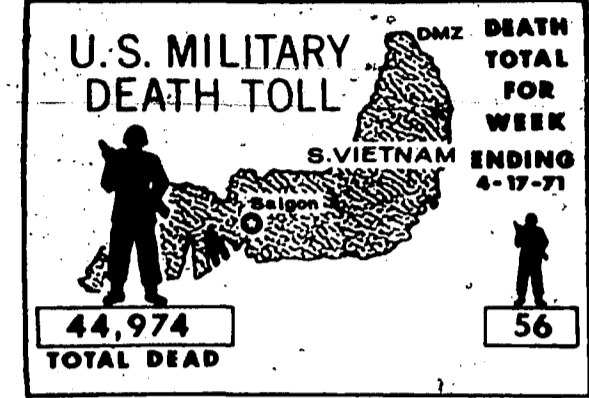 U.S. MILITARY
DEATH TOLL
DMZ
S. VIETNAM
Saigon
44,974
TOTAL DEAD
DEATH
TOTAL
FOR
WEEK
ENDING
4-17-71
56